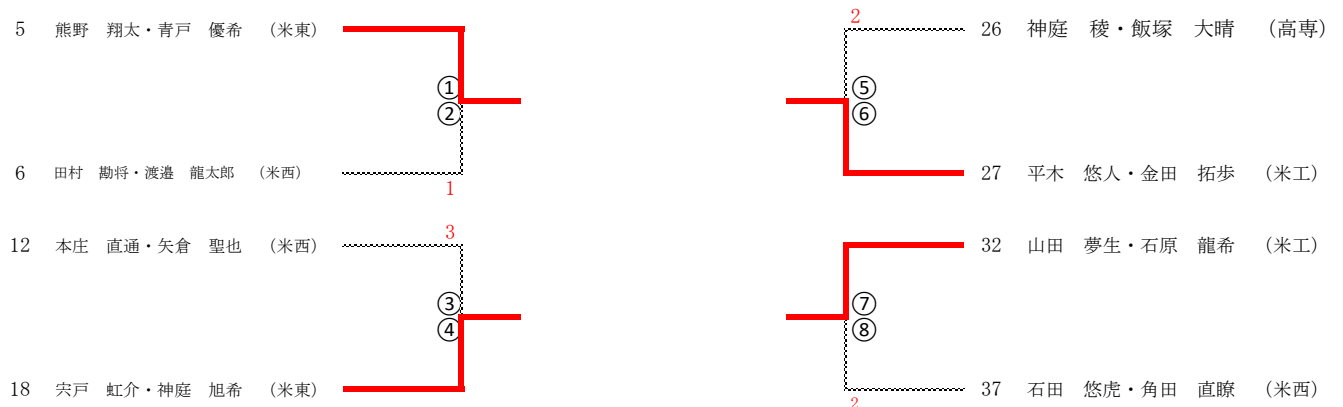 5 熊野 翔太・青戸 優希 (米東)
①
②
6 田村 勘将・渡邉 龍太郎 (米西)
1
12 本庄 直通・矢倉 聖也 (米西)
3
③
④
18 宍戸 虹介・神庭 旭希 (米東)
2
26 神庭 稜・飯塚 大晴 (高専)
⑤
⑥
27 平木 悠人・金田 拓歩 (米工)
32 山田 夢生・石原 龍希 (米工)
⑦
⑧
37 石田 悠虎・角田 直瞭 (米西)
2